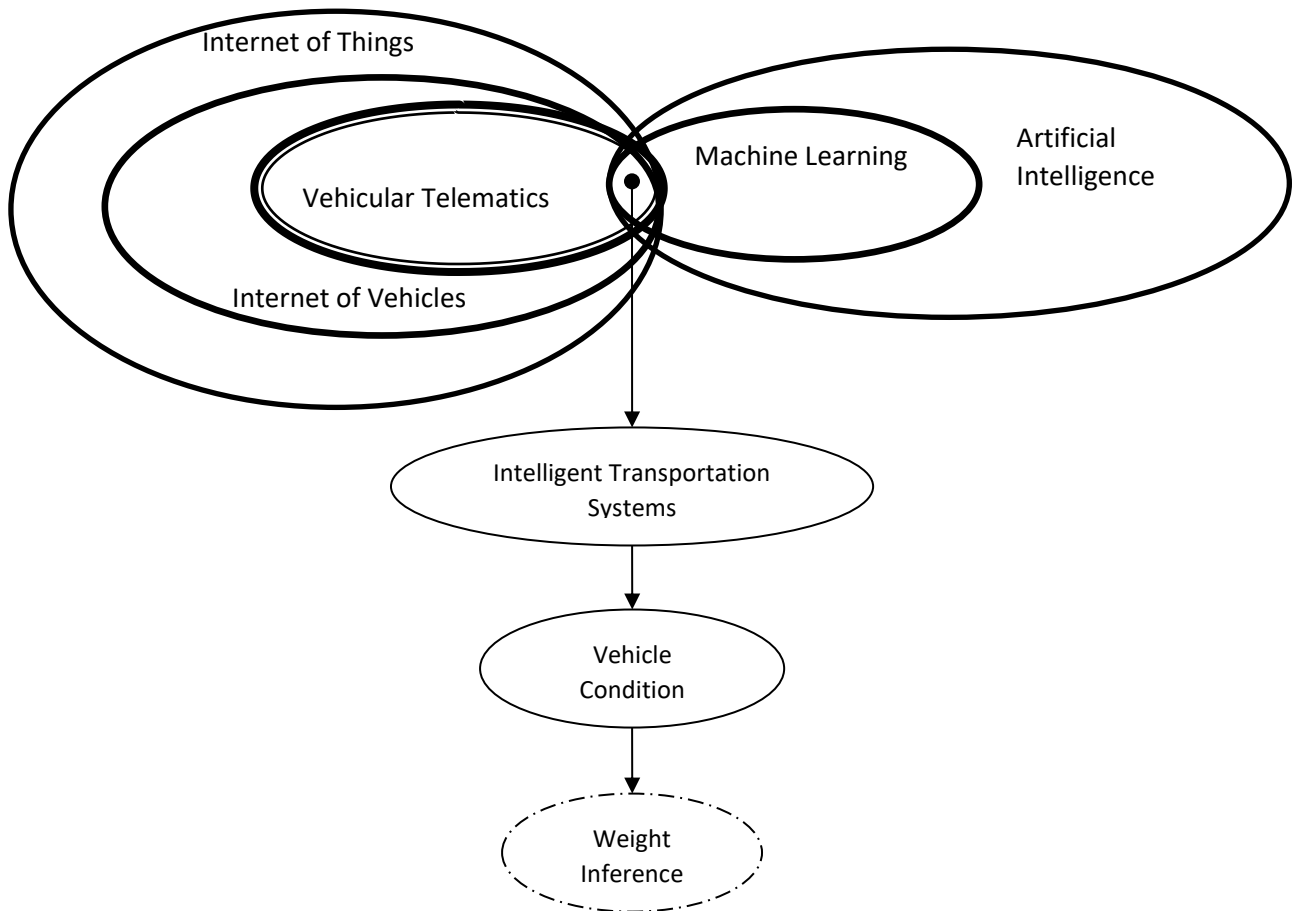 Internet of Things
Machine Learning
Artificial
Intelligence
Vehicular Telematics
Internet of Vehicles
Intelligent Transportation
Systems
Vehicle
Condition
Weight
Inference